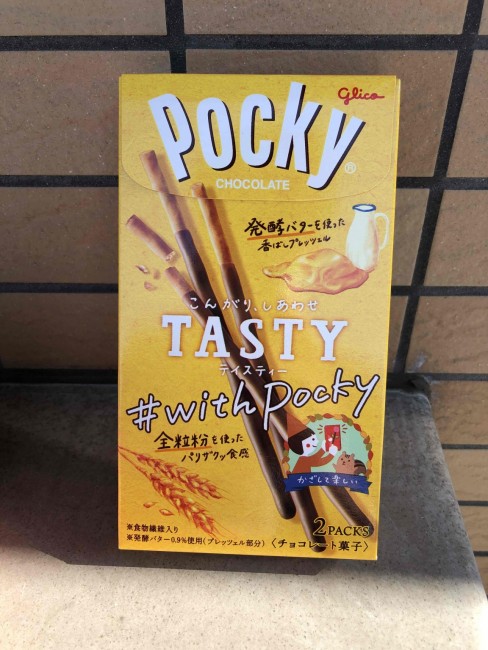 glico
Pocky®
CHOCOLATE
発酵バターを使った
香ばしプレッツェル
こんがり、しあわせ
TASTY
テイスティー
#with Pocky
全粒粉を使った
バリザクッ食感
かざして楽しい
2PACKS
※食物繊維入り
※発酵バター0.9%使用(プレッツェル部分)
〈チョコレート菓子〉